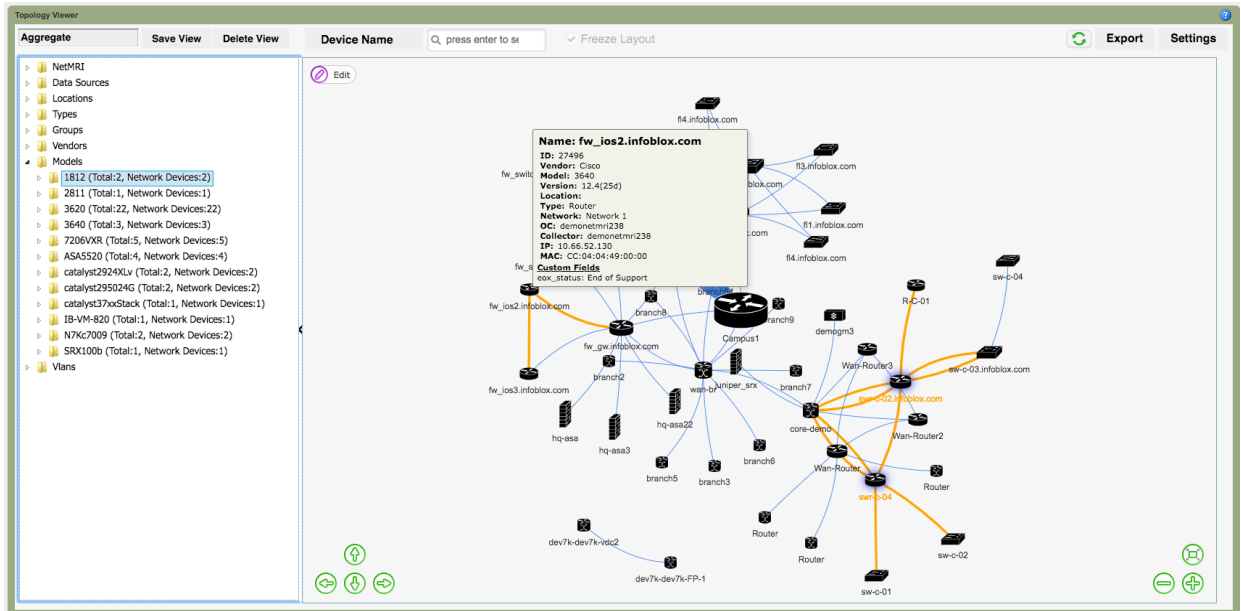 Topology Viewer
Aggregate
Save View
Delete View
Device Name
press enter to se
Freeze Layout
Export
Settings
NetMRI
Data Sources
Locations
Types
Groups
Vendors
Models
1812 (Total:2, Network Devices:2)
2811 (Total:1, Network Devices:1)
3620 (Total:22, Network Devices:22)
3640 (Total:3, Network Devices:3)
7206VXR (Total:5, Network Devices:5)
ASA5520 (Total:4, Network Devices:4)
catalyst2924XLv (Total:2, Network Devices:2)
catalyst295024G (Total:2, Network Devices:2)
catalyst37xxStack (Total:1, Network Devices:1)
IB-VM-820 (Total:1, Network Devices:1)
N7Kc7009 (Total:2, Network Devices:2)
SRX100b (Total:1, Network Devices:1)
Vlans
Edit
fl4.infoblox.com
Name: fw_ios2.infoblox.com
ID: 27496
Vendor: Cisco
Model: 3640
Version: 12.4(25d)
Location:
Type: Router
Network: Network 1
OC: demonetmri238
Collector: demonetmri238
IP: 10.66.52.130
MAC: CC:04:04:49:00:00
Custom Fields
eox_status: End of Support
fw_switc
fl3.infoblox.com
blox.com
fl1.infoblox.com
x.com
fl4.infoblox.com
fw_s
sw-c-04
fw_ios2.infoblox.com
branch8
ranch9
R-C-01
demogm3
Campus1
fw_gw.infoblox.com
Wan-Router3
sw-c-03.infoblox.com
branch2
fw_ios3.infoblox.com
wan-br
juniper_srx
branch7
swr-c-02.infoblox.com
hq-asa22
core-demo
Wan-Router2
hq-asa
hq-asa3
branch6
Wan-Router
branch5
branch3
Router
swr-c-04
Router
Router
dev7k-dev7k-vdc2
sw-c-02
dev7k-dev7k-FP-1
sw-c-01